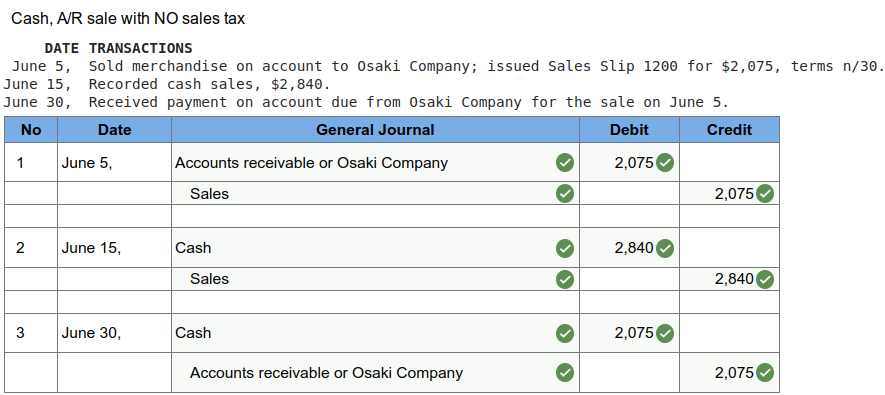 Cash, A/R sale with NO sales tax
DATE TRANSACTIONS
June 5, Sold merchandise on account to Osaki Company; issued Sales Slip 1200 for $2,075, terms n/30.
June 15, Recorded cash sales, $2,840.
June 30, Received payment on account due from Osaki Company for the sale on June 5.
No Date General Journal Debit Credit
1 June 5, Accounts receivable or Osaki Company 2,075
Sales 2,075
2 June 15, Cash 2,840
Sales 2,840
3 June 30, Cash 2,075
Accounts receivable or Osaki Company 2,075